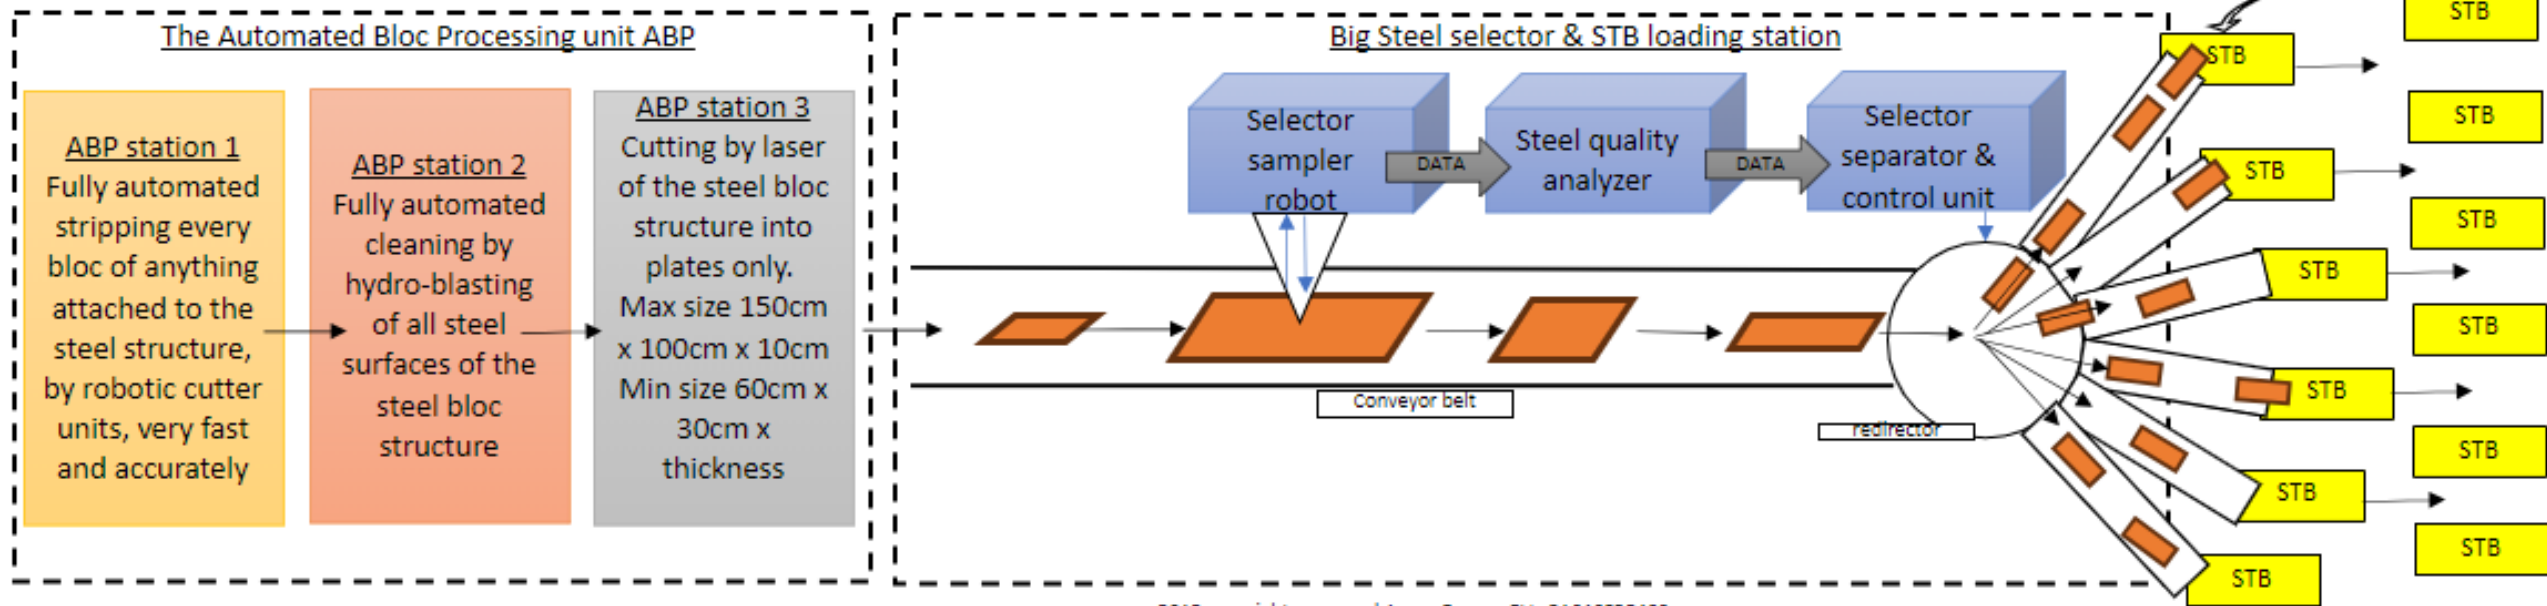 The Automated Bloc Processing unit ABP
ABP station 1
Fully automated
stripping every
bloc of anything
attached to the
steel structure,
by robotic cutter
units, very fast
and accurately
ABP station 2
Fully automated
cleaning by
hydro-blasting
of all steel
surfaces of the
steel bloc
structure
ABP station 3
Cutting by laser
of the steel bloc
structure into
plates only.
Max size 150cm
x 100cm x 10cm
Min size 60cm x
30cm x
thickness
Big Steel selector & STB loading station
Selector
sampler
robot
DATA
Steel quality
analyzer
DATA
Selector
separator &
control unit
Conveyor belt
redirector
STB
STB
STB
STB
STB
STB
STB
STB
STB
STB
STB
STB